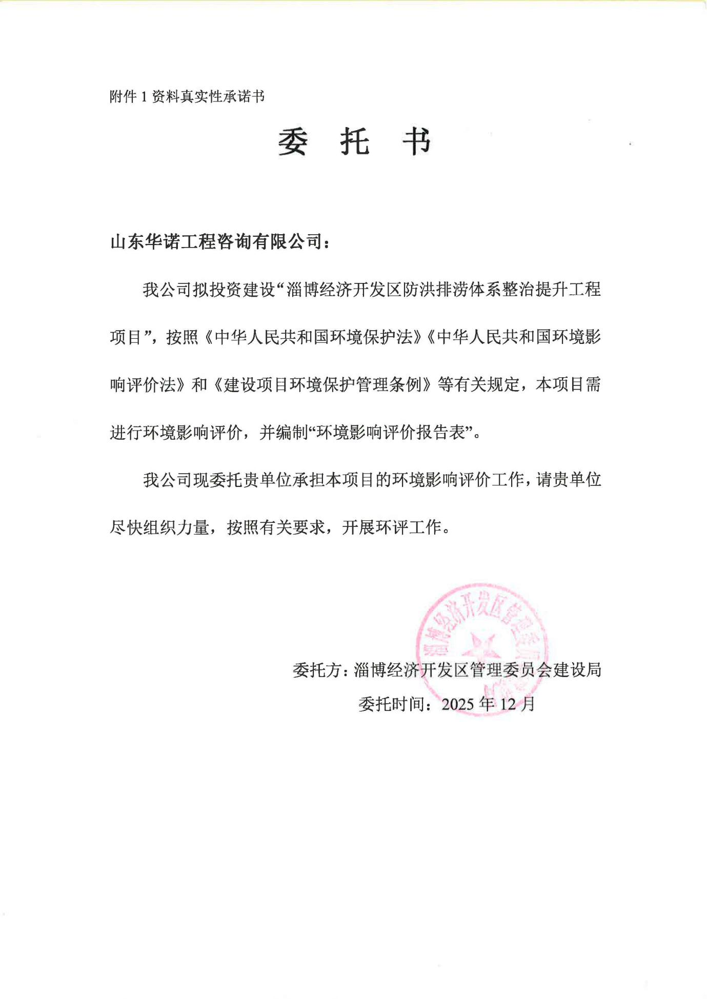 附件 1 资料真实性承诺书
委 托 书
山东华诺工程咨询有限公司：
我公司拟投资建设“淄博经济开发区防洪排涝体系整治提升工程
项目”，按照《中华人民共和国环境保护法》《中华人民共和国环境影
响评价法》和《建设项目环境保护管理条例》等有关规定，本项目需
进行环境影响评价，并编制“环境影响评价报告表”。
我公司现委托贵单位承担本项目的环境影响评价工作，请贵单位
尽快组织力量，按照有关要求，开展环评工作。
淄博经济开发区管理委员
委托方：淄博经济开发区管理委员会建设局
委托时间：2025 年 12 月